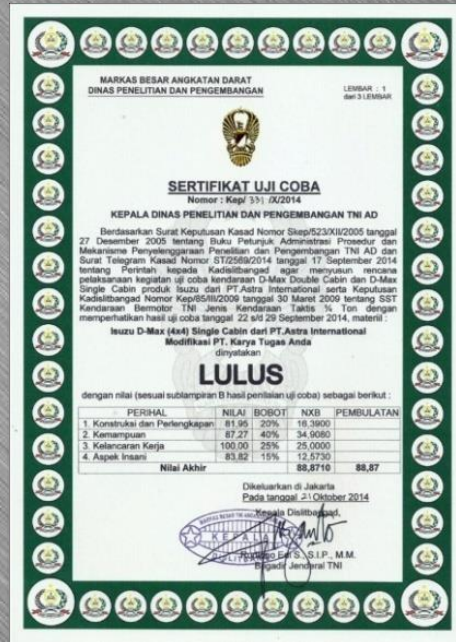 MARKAS BESAR ANGKATAN DARAT
DINAS PENELITIAN DAN PENGEMBANGAN
LEMBAR : 1
dari 3 LEMBAR
SERTIFIKAT UJI COBA
Nomor : Kep/ 331 /X/2014
KEPALA DINAS PENELITIAN DAN PENGEMBANGAN TNI AD
Berdasarkan Surat Keputusan Kasad Nomor Skep/523/XII/2005 tanggal
27 Desember 2005 tentang Buku Petunjuk Administrasi Prosedur dan
Mekanisme Penyelenggaraan Penelitian dan Pengembangan TNI AD dan
Surat Telegram Kasad Nomor ST/2569/2014 tanggal 17 September 2014
tentang Perintah kepada Kadislitbangad agar menyusun rencana
pelaksanaan kegiatan uji coba kendaraan D-Max Double Cabin dan D-Max
Single Cabin produk Isuzu dari PT.Astra International serta Keputusan
Kadislitbangad Nomor Kep/85/III/2009 tanggal 30 Maret 2009 tentang SST
Kendaraan Bermotor TNI Jenis Kendaraan Taktis ¾ Ton dengan
memperhatikan hasil uji coba tanggal 22 s/d 29 September 2014, materiil :
Isuzu D-Max (4x4) Single Cabin dari PT.Astra International
Modifikasi PT. Karya Tugas Anda
dinyatakan
LULUS
dengan nilai (sesuai sublampiran B hasil penilaian uji coba) sebagai berikut :
PERIHAL NILAI BOBOT NXB PEMBULATAN
1. Konstruksi dan Perlengkapan 81,95 20% 16,3900
2. Kemampuan 87,27 40% 34,9080
3. Kelancaran Kerja 100,00 25% 25,0000
4. Aspek Insani 83,82 15% 12,5730
Nilai Akhir 88,8710 88,87
Dikeluarkan di Jakarta
Pada tanggal 21 Oktober 2014
Kepala Dislitbangad,
KEPALA
S., S.I.P., M.M.
Brigadir Jenderal TNI